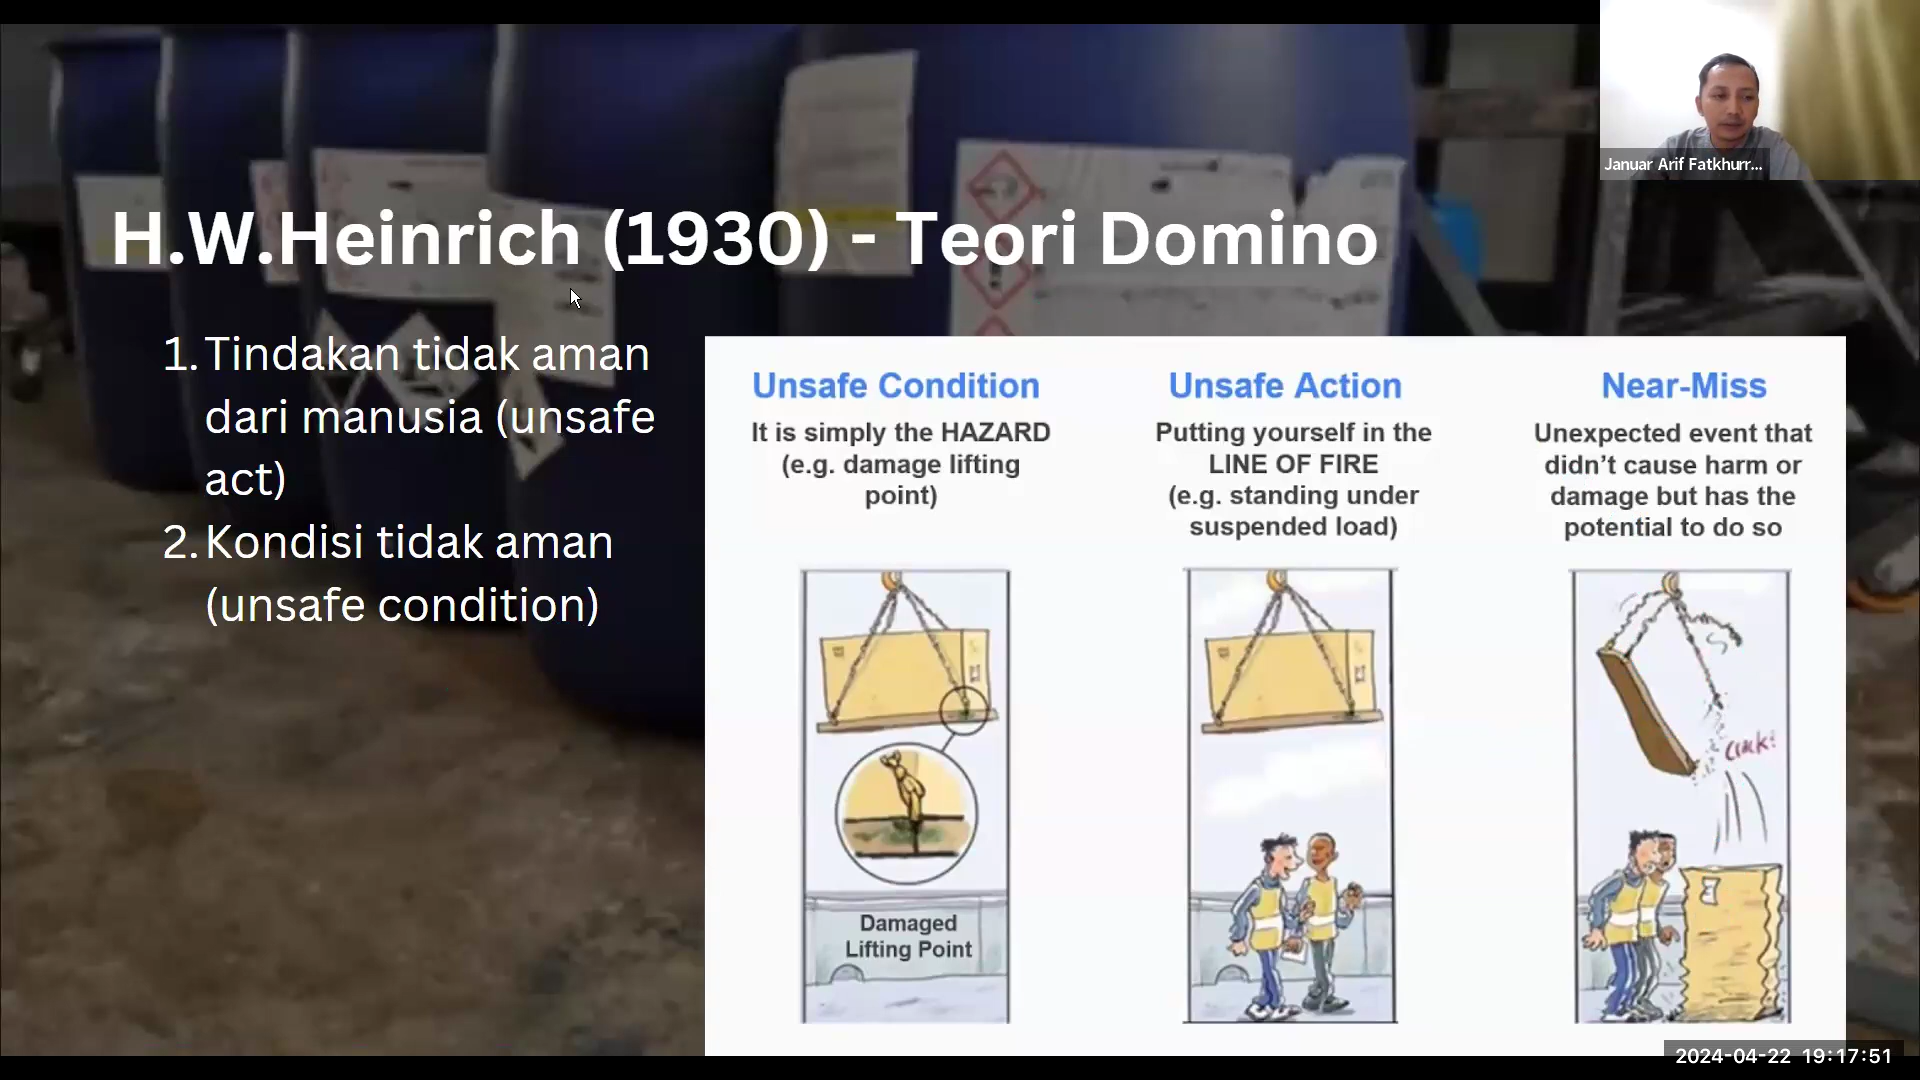 Januar Arif Fatkhurr...
H.W.Heinrich (1930) - Teori Domino
1. Tindakan tidak aman
dari manusia (unsafe
act)
2. Kondisi tidak aman
(unsafe condition)
Unsafe Condition
It is simply the HAZARD
(e.g. damage lifting
point)
Damaged
Lifting Point
Unsafe Action
Putting yourself in the
LINE OF FIRE
(e.g. standing under
suspended load)
Near-Miss
Unexpected event that
didn't cause harm or
damage but has the
potential to do so
Crack!
2024-04-22 19:17:51